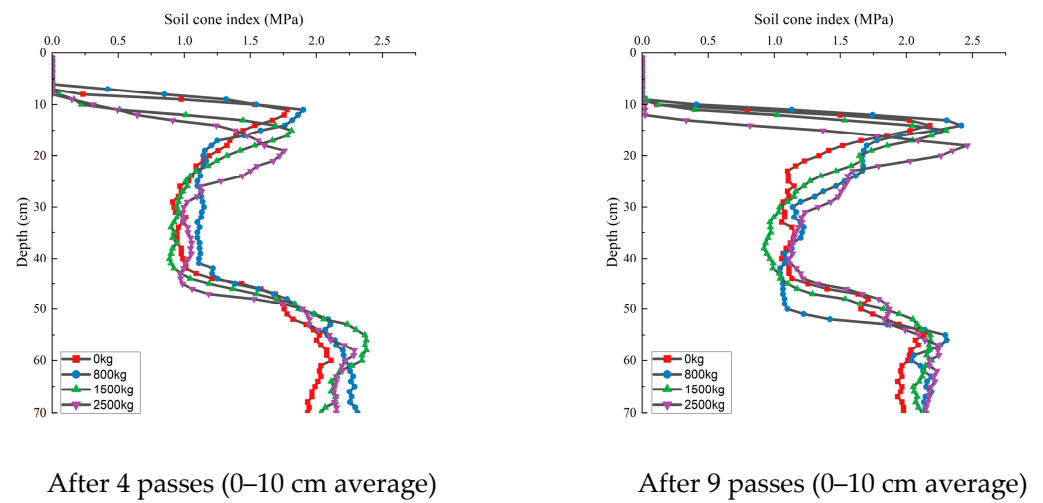 Soil cone index (MPa)
0.0 0.5 1.0 1.5 2.0 2.5
0
10
20
30
40
50
60
70
Depth (cm)
0kg
800kg
1500kg
2500kg
After 4 passes (0–10 cm average)
Soil cone index (MPa)
0.0 0.5 1.0 1.5 2.0 2.5
0
10
20
30
40
50
60
70
Depth (cm)
0kg
800kg
1500kg
2500kg
After 9 passes (0–10 cm average)